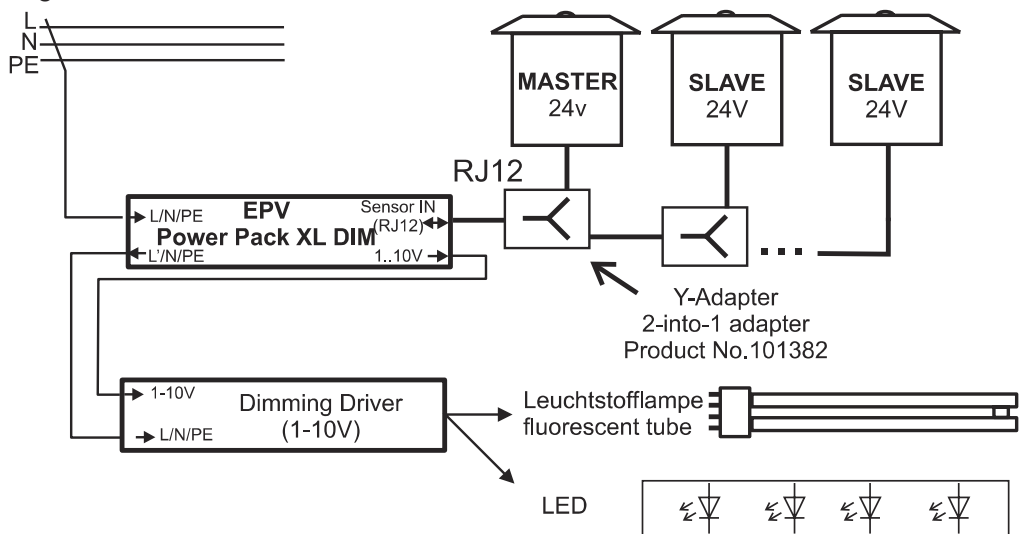 L
N
PE
MASTER
24v
SLAVE
24V
SLAVE
24V
RJ12
EPV
Power Pack XL DIM
L/N/PE
Sensor IN
(RJ12)
L'/N/PE
1..10V
Y-Adapter
2-into-1 adapter
Product No.101382
1-10V
L/N/PE
Dimming Driver
(1-10V)
Leuchtstofflampe
fluorescent tube
LED